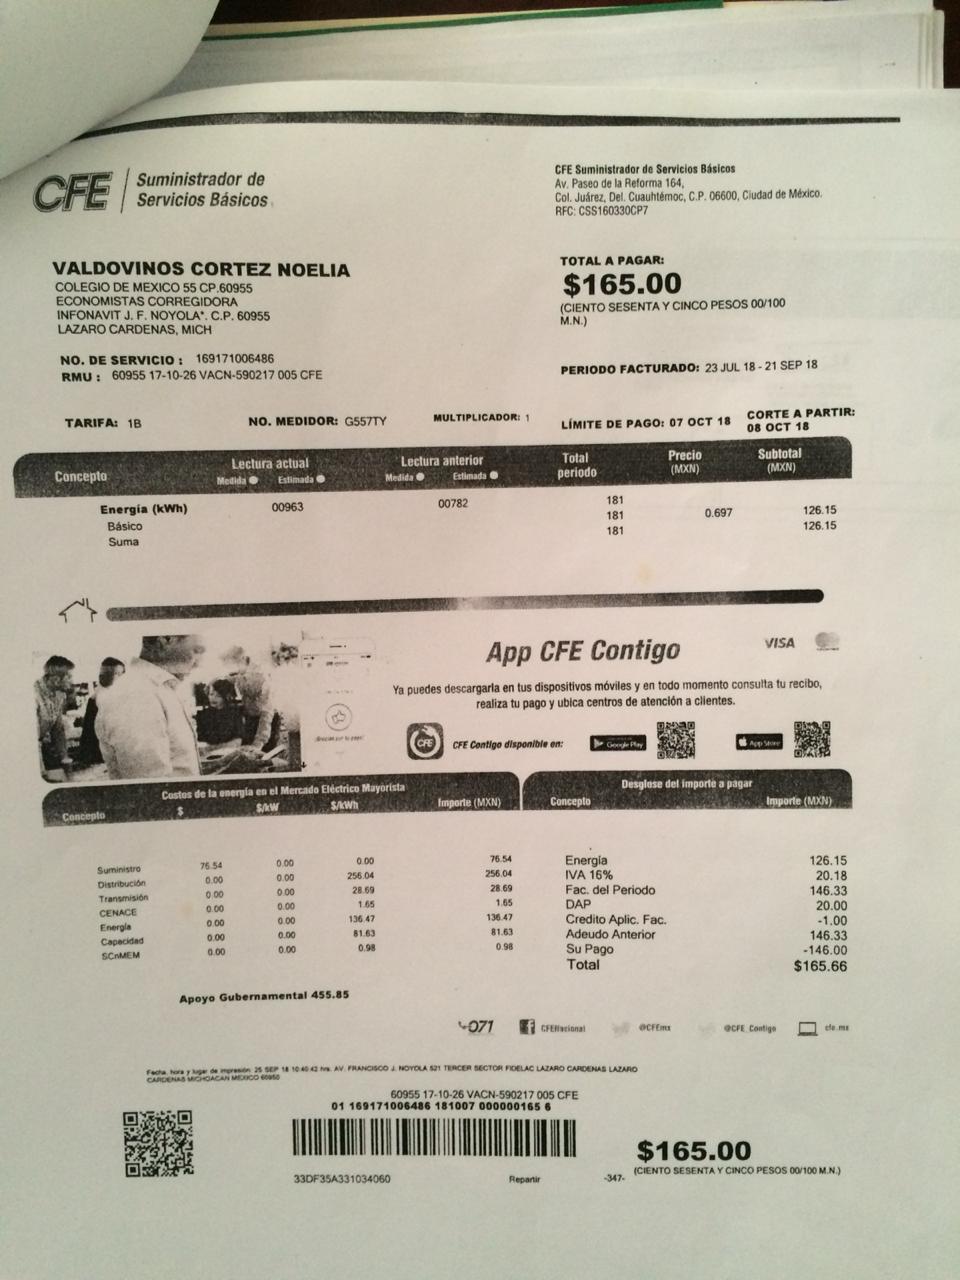 CFE Suministrador de
Servicios Básicos
CFE Suministrador de Servicios Básicos
Av. Paseo de la Reforma 164,
Col. Juárez, Del. Cuauhtémoc, C.P. 06600, Ciudad de México.
RFC: CSS160330CP7
VALDOVINOS CORTEZ NOELIA
COLEGIO DE MEXICO 55 CP.60955
ECONOMISTAS CORREGIDORA
INFONAVIT J. F. NOYOLA*. C.P. 60955
LAZARO CARDENAS, MICH
TOTAL A PAGAR:
$165.00
(CIENTO SESENTA Y CINCO PESOS 00/100
M.N.)
NO. DE SERVICIO : 169171006486
RMU : 60955 17-10-26 VACN-590217 005 CFE
PERIODO FACTURADO: 23 JUL 18 - 21 SEP 18
TARIFA: 1B NO. MEDIDOR: G557TY MULTIPLICADOR: 1 LÍMITE DE PAGO: 07 OCT 18 CORTE A PARTIR:
08 OCT 18
Concepto Lectura actual Lectura anterior Total periodo Precio (MXN) Subtotal (MXN)
Medida Estimada Medida Estimada
Energía (kWh) 00963 00782 181
Básico 181 0.697 126.15
Suma 181 126.15
App CFE Contigo
VISA
Ya puedes descargarla en tus dispositivos móviles y en todo momento consulta tu recibo,
realiza tu pago y ubica centros de atención a clientes.
CFE
CFE Contigo disponible en: Google Play App Store
Costos de la energía en el Mercado Eléctrico Mayorista
Concepto $ $/kW $/kWh Importe (MXN)
Suministro 76.54 0.00 0.00 76.54
Distribución 0.00 0.00 256.04 256.04
Transmisión 0.00 0.00 28.69 28.69
CENACE 0.00 0.00 1.65 1.65
Energía 0.00 0.00 136.47 136.47
Capacidad 0.00 0.00 81.63 81.63
SCnMEM 0.00 0.00 0.98 0.98
Apoyo Gubernamental 455.85
Desglose del importe a pagar
Concepto Importe (MXN)
Energía 126.15
IVA 16% 20.18
Fac. del Periodo 146.33
DAP 20.00
Credito Aplic. Fac. -1.00
Adeudo Anterior 146.33
Su Pago -146.00
Total $165.66
071 CFENacional @CFEmx @CFE_Contigo cfe.mx
Fecha, hora y lugar de impresión: 25 SEP 18 10:40:42 hrs. AV. FRANCISCO J. NOYOLA 521 TERCER SECTOR FIDELAC LAZARO CARDENAS LAZARO
CARDENAS MICHOACAN MEXICO 60950
60955 17-10-26 VACN-590217 005 CFE
01 169171006486 181007 000000165 6
33DF35A331034060 Repartir -347-
$165.00
(CIENTO SESENTA Y CINCO PESOS 00/100 M.N.)